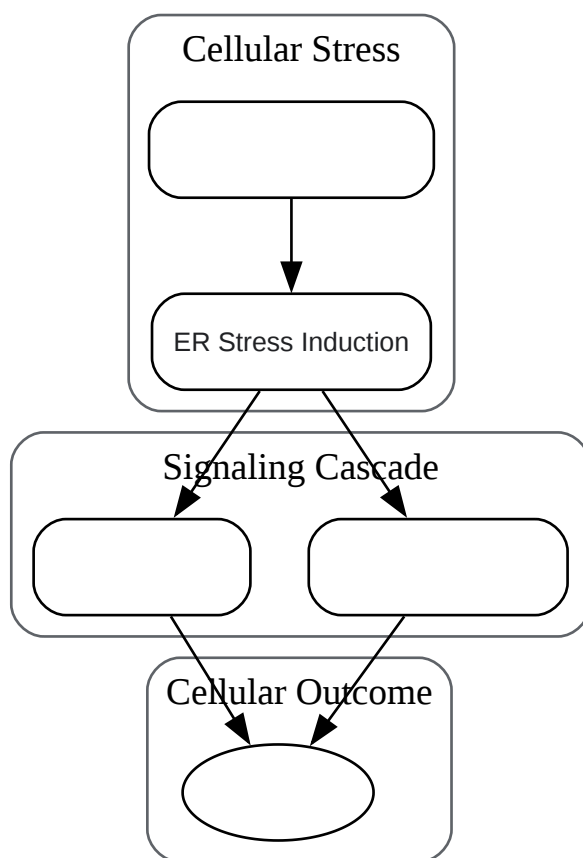 Cellular Stress
ER Stress Induction
Signaling Cascade
Cellular Outcome